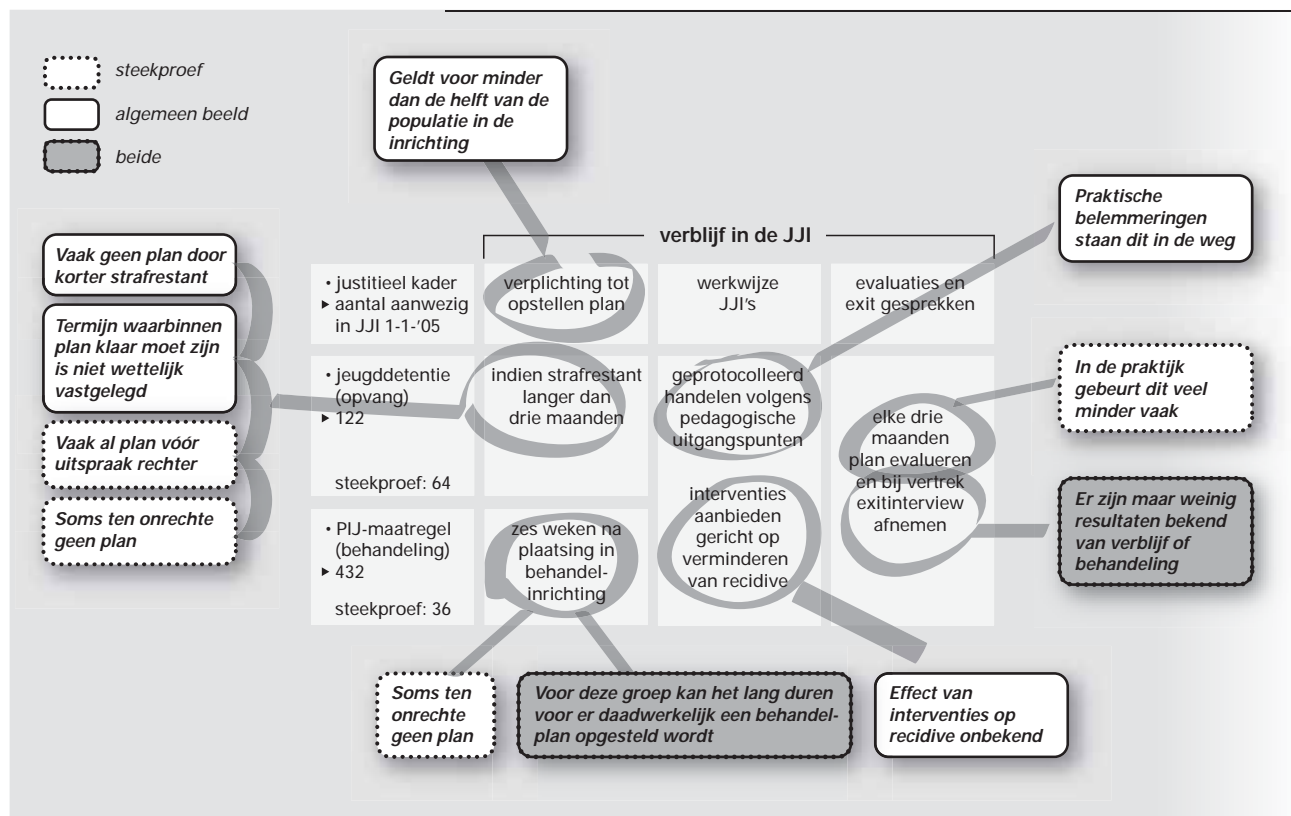 steekproef
algemeen beeld
beide
Geldt voor minder
dan de helft van de
populatie in de
inrichting
Praktische
belemmeringen
staan dit in de weg
Vaak geen plan door
korter strafrestant
Termijn waarbinnen
plan klaar moet zijn
is niet wettelijk
vastgelegd
Vaak al plan vóór
uitspraak rechter
Soms ten onrechte
geen plan
verblijf in de JJI
• justitieel kader
▶ aantal aanwezig
in JJI 1-1-'05
verplichting tot
opstellen plan
werkwijze
JJI's
evaluaties en
exit gesprekken
• jeugddetentie
(opvang)
▶ 122
steekproef: 64
indien strafrestant
langer dan
drie maanden
geprotocolleerd
handelen volgens
pedagogische
uitgangspunten
elke drie
maanden
plan evalueren
en bij vertrek
exitinterview
afnemen
• PIJ-maatregel
(behandeling)
▶ 432
steekproef: 36
zes weken na
plaatsing in
behandel-
inrichting
interventies
aanbieden
gericht op
verminderen
van recidive
In de praktijk
gebeurt dit veel
minder vaak
Er zijn maar weinig
resultaten bekend
van verblijf of
behandeling
Soms ten
onrechte
geen plan
Voor deze groep kan het lang duren
voor er daadwerkelijk een behandel-
plan opgesteld wordt
Effect van
interventies op
recidive onbekend